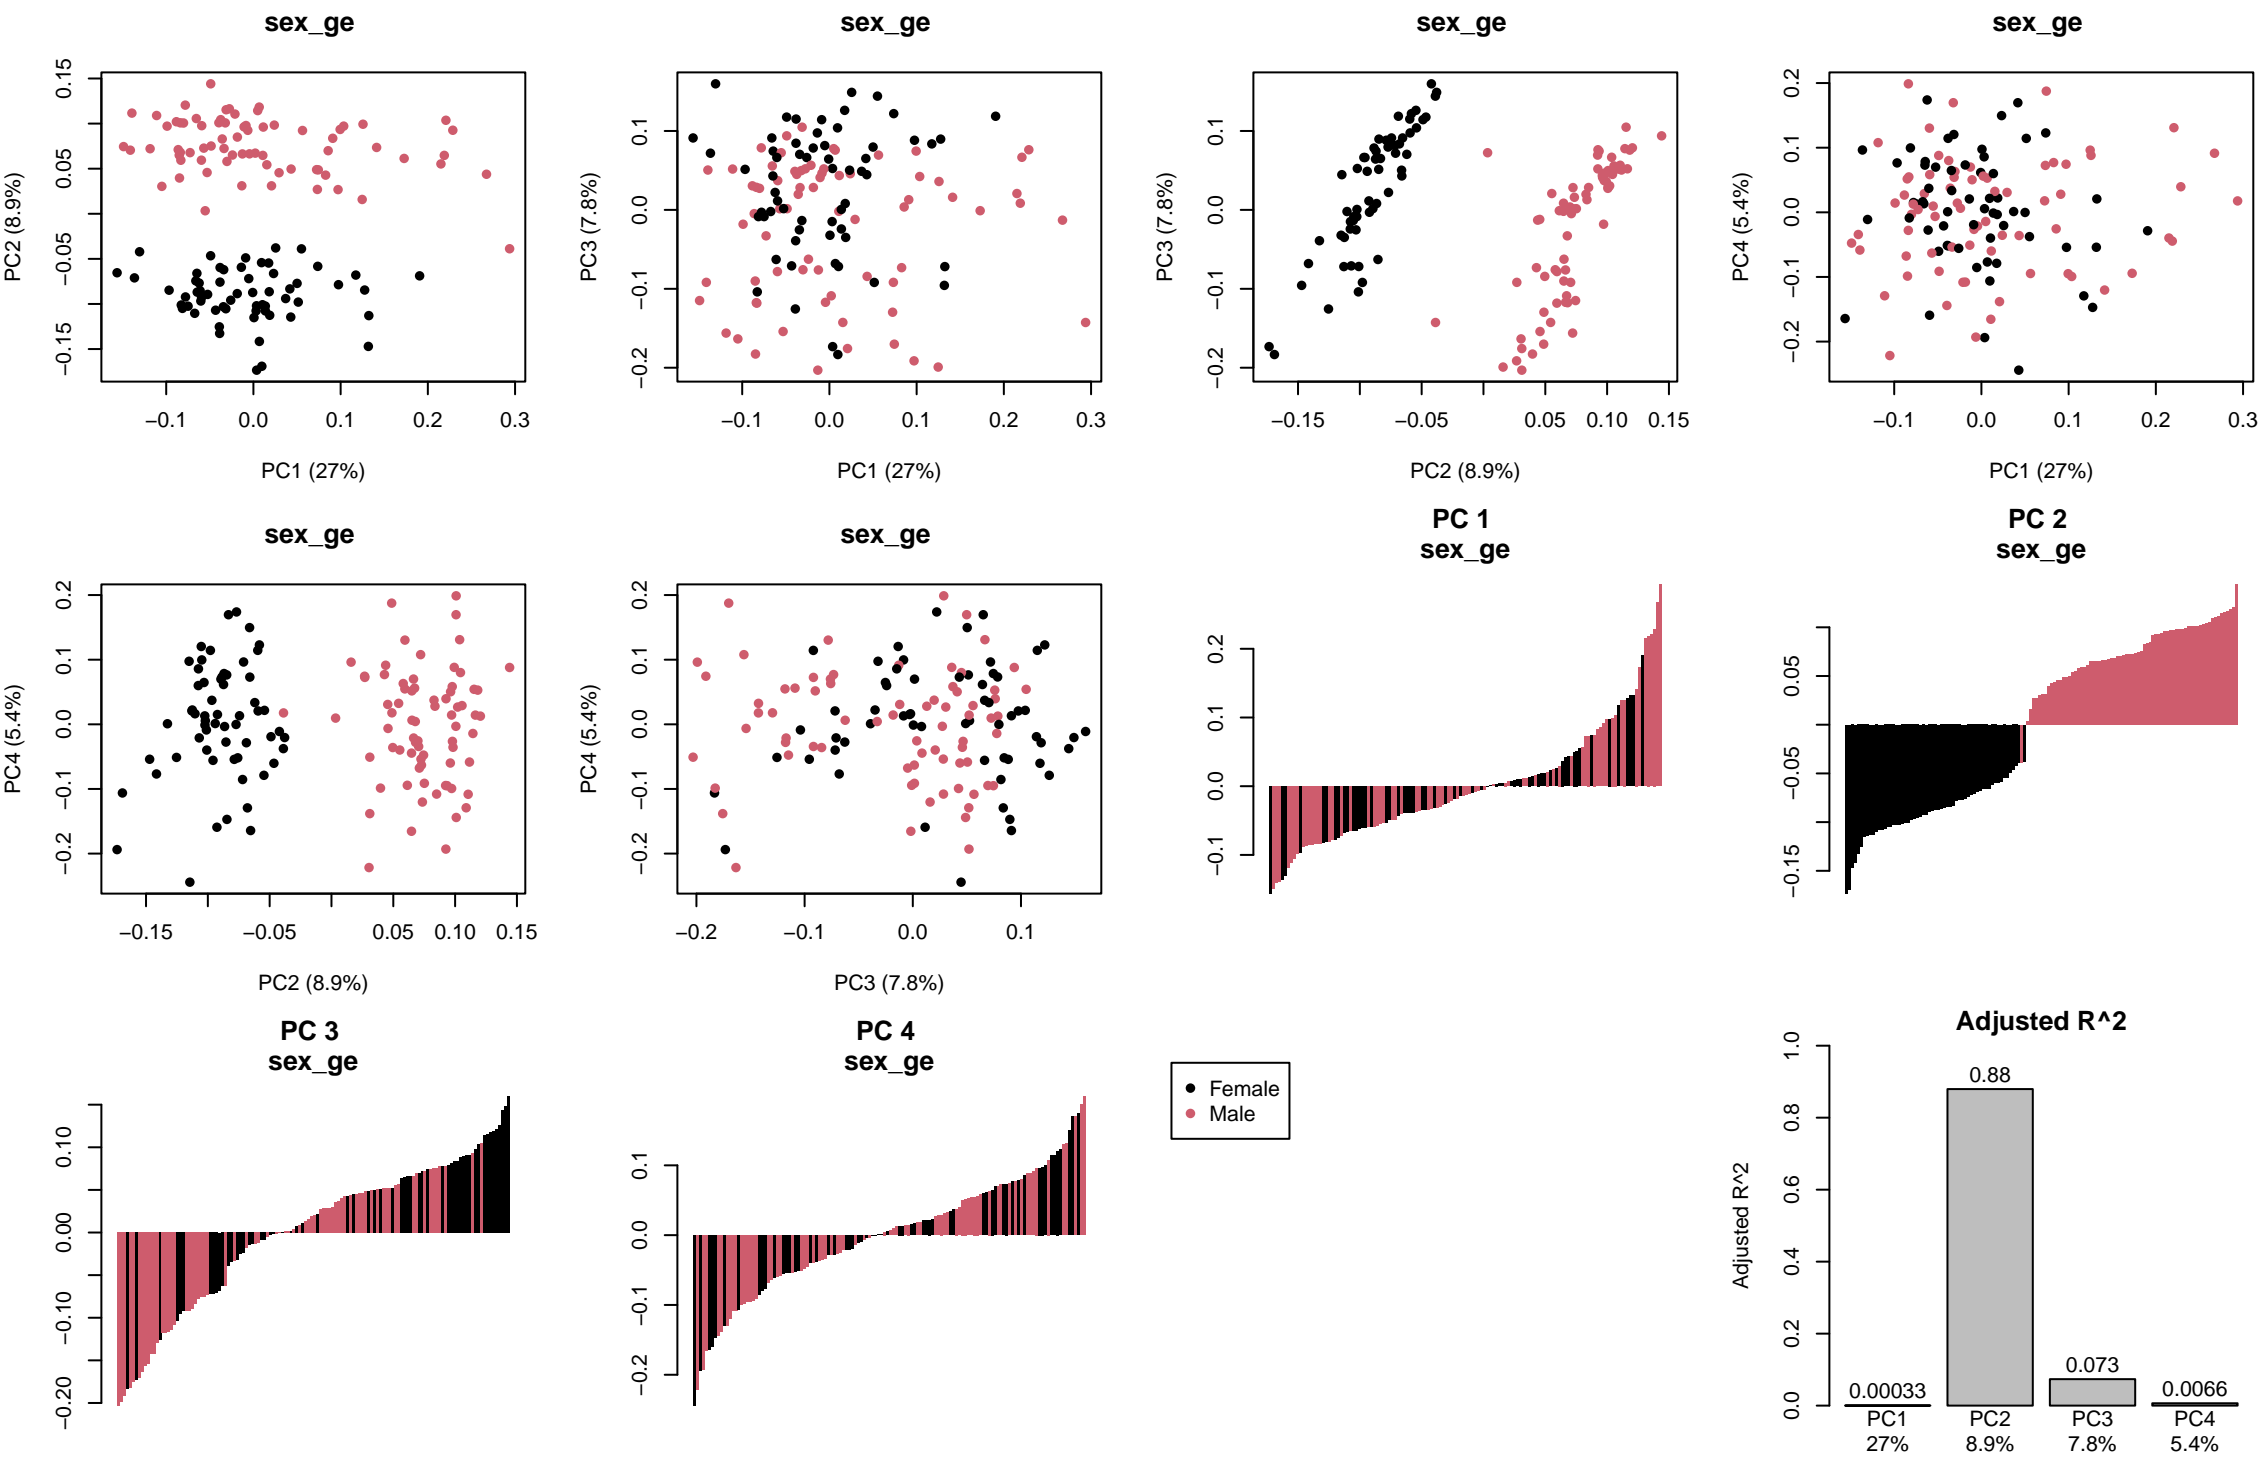 sex_ge
0.15
0.05
−0.05
−0.15
PC2 (8.9%)
−0.1 0.0 0.1 0.2 0.3
PC1 (27%)
sex_ge
0.1
0.0
−0.1
−0.2
PC3 (7.8%)
−0.1 0.0 0.1 0.2 0.3
PC1 (27%)
sex_ge
0.1
0.0
−0.1
−0.2
PC3 (7.8%)
−0.15 −0.05 0.05 0.10 0.15
PC2 (8.9%)
sex_ge
0.2
0.1
0.0
−0.1
−0.2
PC4 (5.4%)
−0.1 0.0 0.1 0.2 0.3
PC1 (27%)
sex_ge
0.2
0.1
0.0
−0.1
−0.2
PC4 (5.4%)
−0.15 −0.05 0.05 0.10 0.15
PC2 (8.9%)
sex_ge
0.2
0.1
0.0
−0.1
−0.2
PC4 (5.4%)
−0.2 −0.1 0.0 0.1
PC3 (7.8%)
PC 1
sex_ge
0.2
0.1
0.0
−0.1
PC 2
sex_ge
0.05
−0.05
−0.15
PC 3
sex_ge
0.10
0.00
−0.10
−0.20
PC 4
sex_ge
0.1
0.0
−0.1
−0.2
Female
Male
Adjusted R^2
1.0
0.8
0.6
0.4
0.2
0.0
Adjusted R^2
0.00033
0.88
0.073
0.0066
PC1 PC2 PC3 PC4
27% 8.9% 7.8% 5.4%